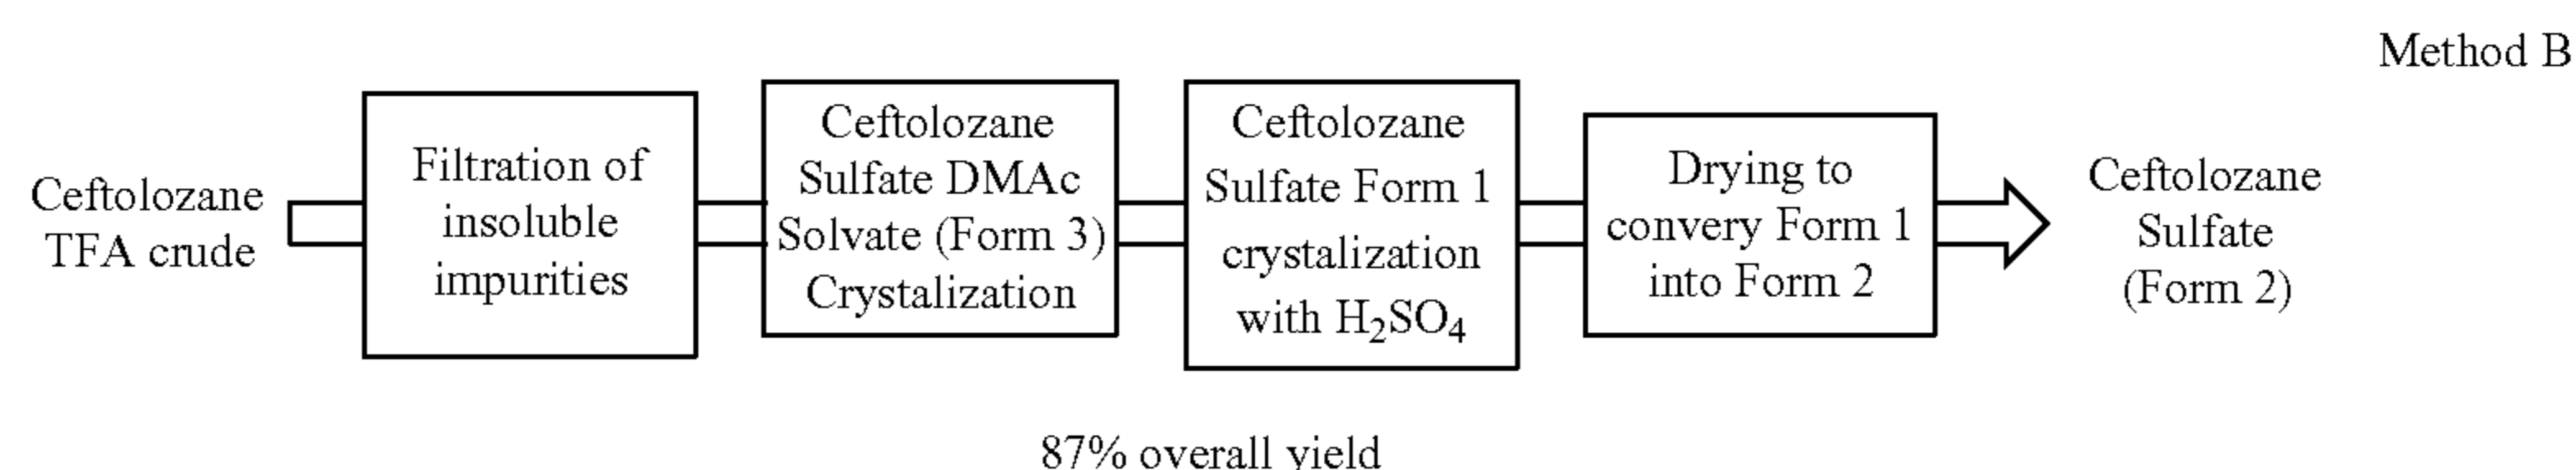 Method B
Ceftolozane
TFA crude
Filtration of
insoluble
impurities
Ceftolozane
Sulfate DMAc
Solvate (Form 3)
Crystalization
Ceftolozane
Sulfate Form 1
crystalization
with H₂SO₄
Drying to
convery Form 1
into Form 2
Ceftolozane
Sulfate
(Form 2)
87% overall yield